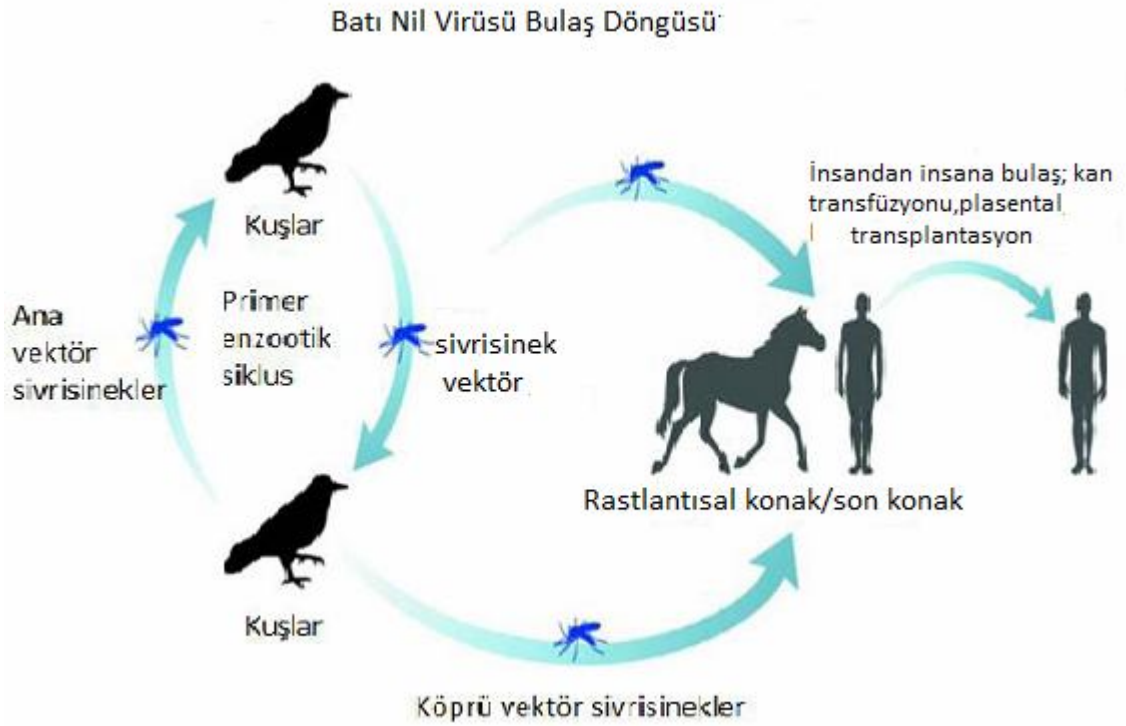 Batı Nil Virüsü Bulaş Döngüsü
Kuşlar
İnsandan insana bulaş; kan
transfüzyonu,plasental
transplantasyon
Ana
vektör
sivrisinekler
Primer
enzootik
siklus
sivrisinek
vektör
Rastlantısal konak/son konak
Kuşlar
Köprü vektör sivrisinekler